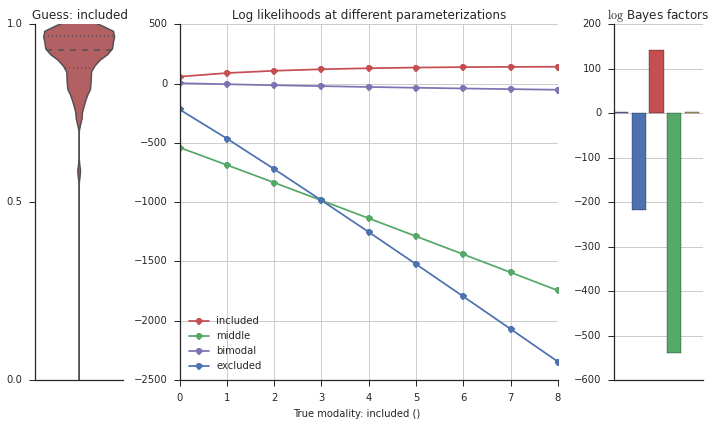 Guess: included
1.0
0.5
0.0
Log likelihoods at different parameterizations
500
0
−500
−1000
−1500
−2000
−2500
included
middle
bimodal
excluded
0 1 2 3 4 5 6 7 8
True modality: included ()
log Bayes factors
200
100
0
−100
−200
−300
−400
−500
−600